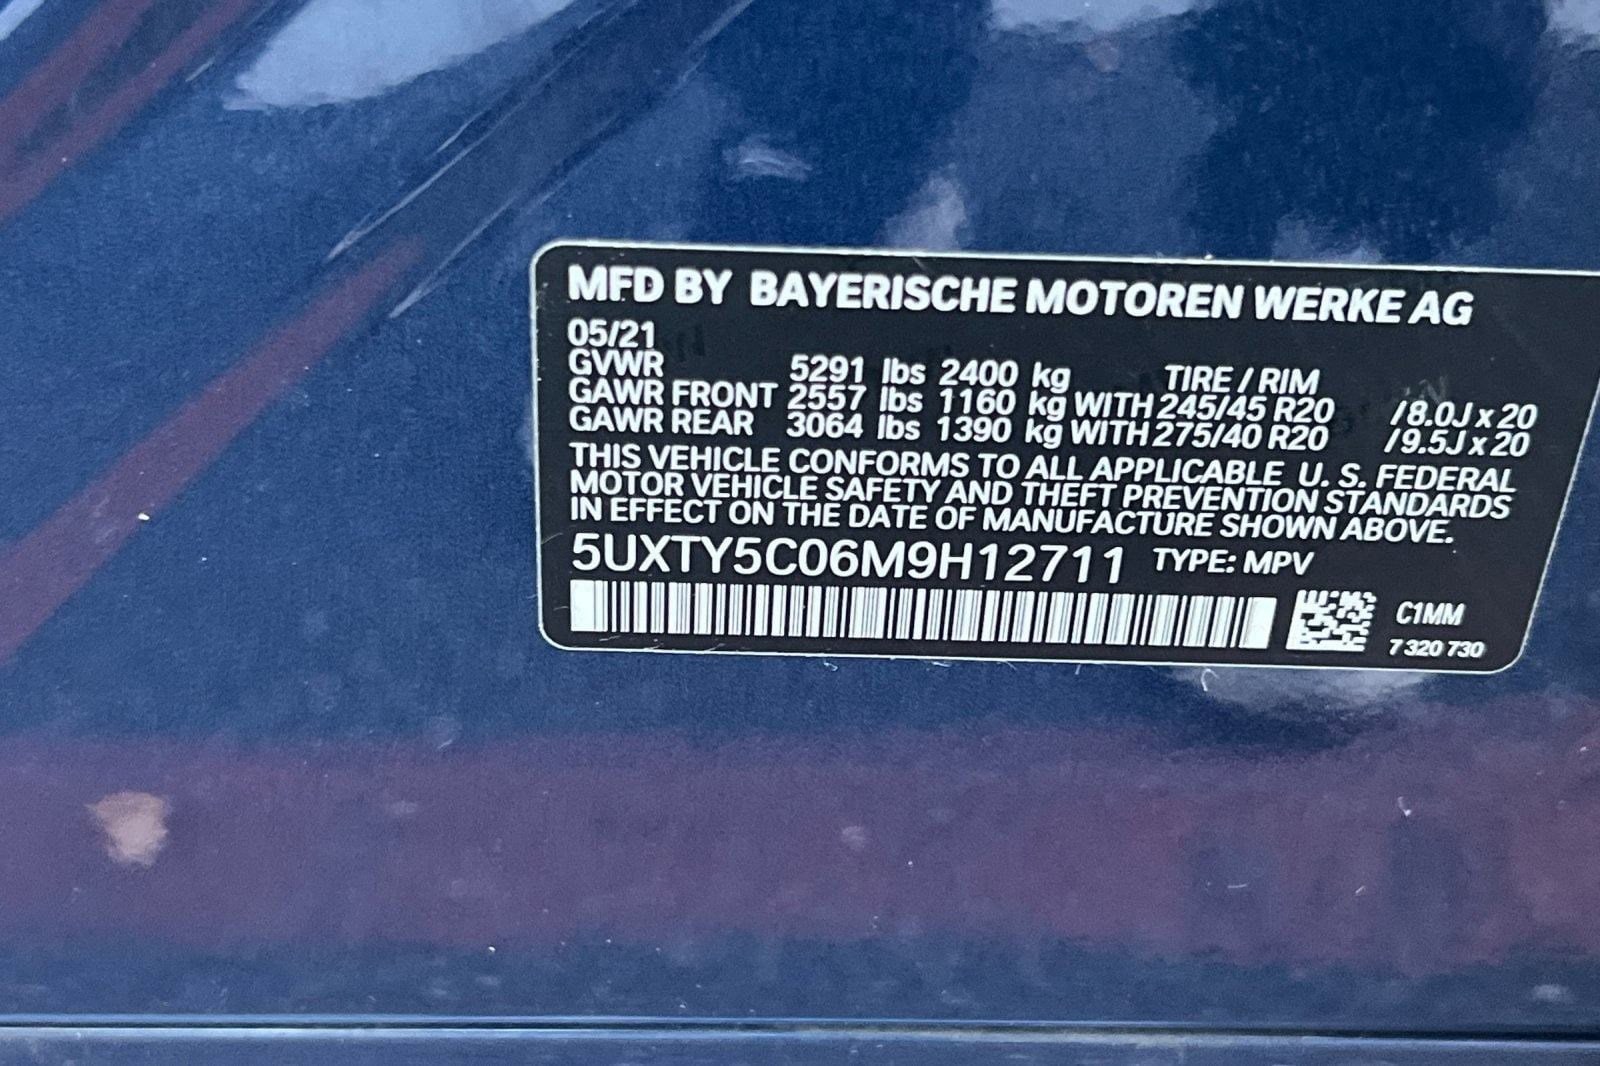 MFD BY BAYERISCHE MOTOREN WERKE AG
05/21
GVWR 5291 lbs 2400 kg TIRE / RIM
GAWR FRONT 2557 lbs 1160 kg WITH 245/45 R20 / 8.0J x 20
GAWR REAR 3064 lbs 1390 kg WITH 275/40 R20 / 9.5J x 20
THIS VEHICLE CONFORMS TO ALL APPLICABLE U. S. FEDERAL
MOTOR VEHICLE SAFETY AND THEFT PREVENTION STANDARDS
IN EFFECT ON THE DATE OF MANUFACTURE SHOWN ABOVE.
5UXTY5C06M9H12711 TYPE: MPV
C1MM
7 320 730